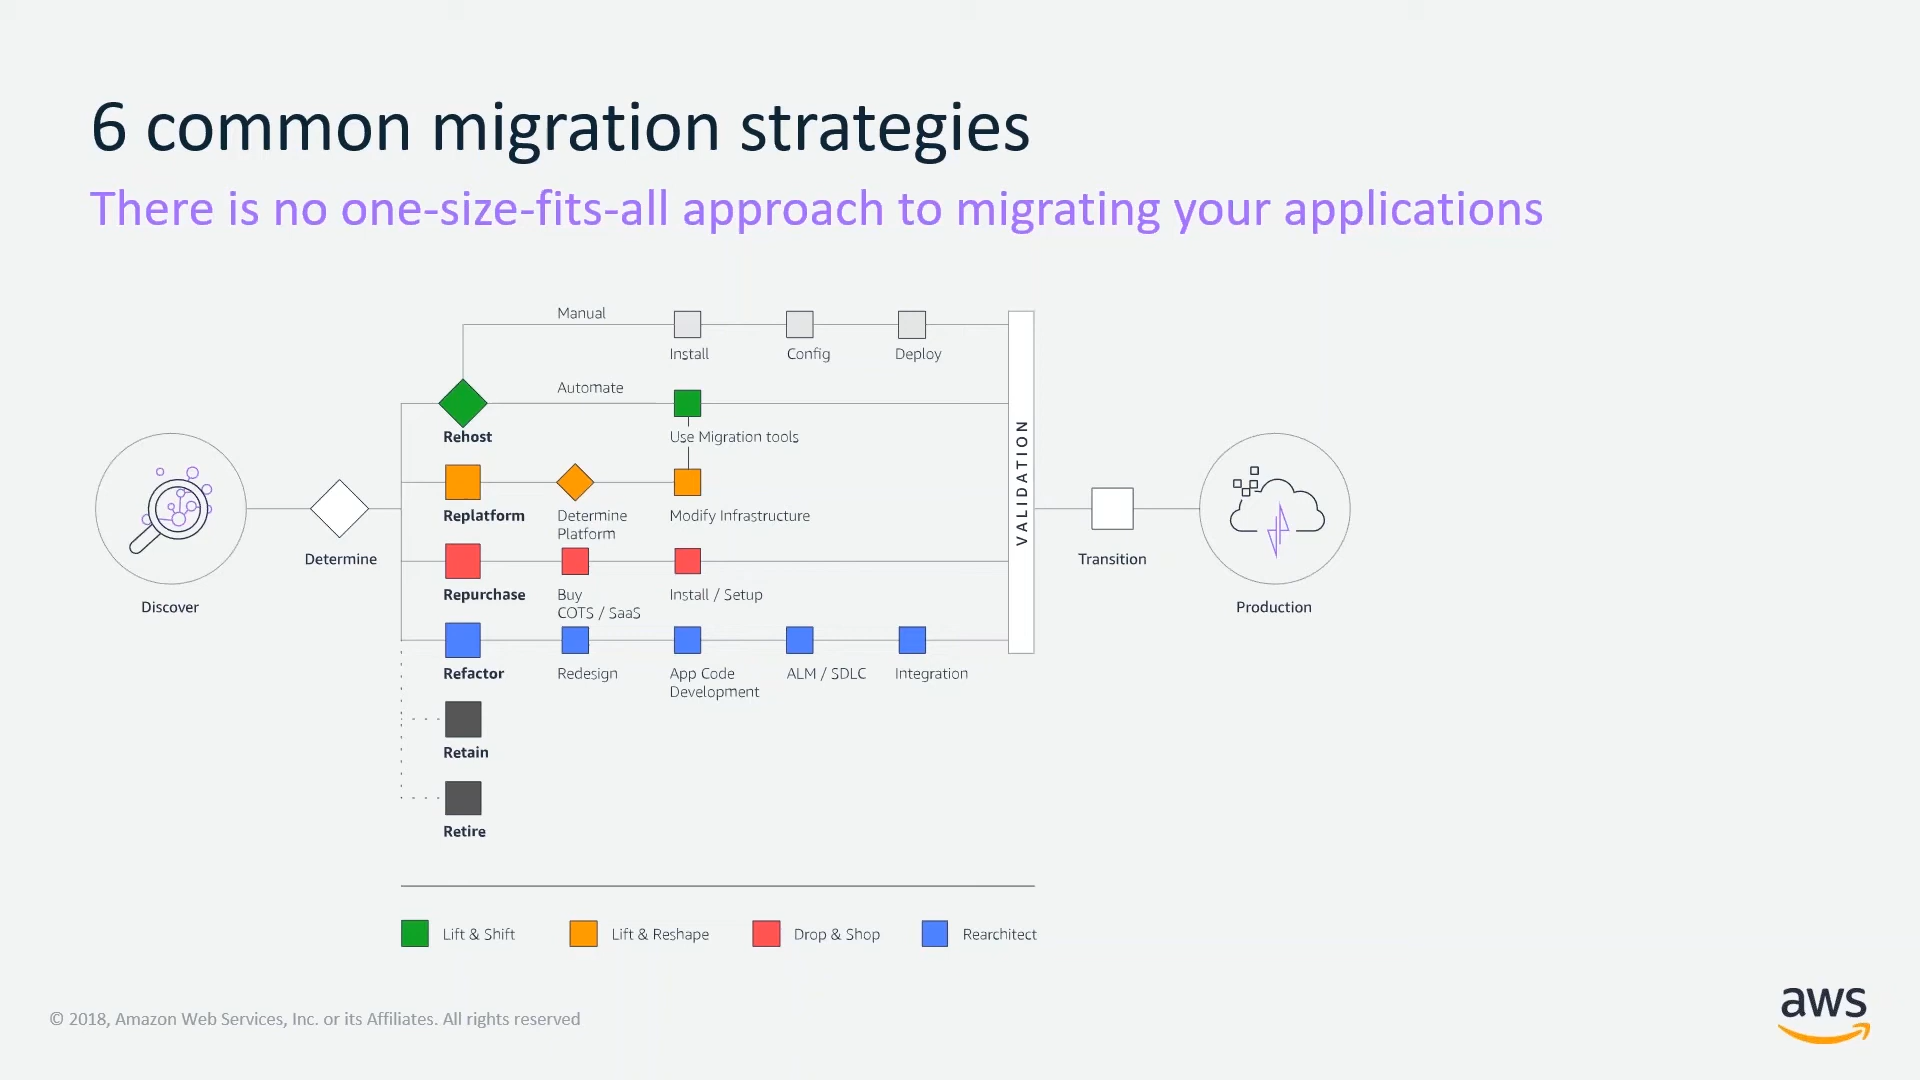 6 common migration strategies
There is no one-size-fits-all approach to migrating your applications
Manual
Install
Config
Deploy
Automate
Rehost
Use Migration tools
Replatform
Determine
Platform
Modify Infrastructure
Repurchase
Buy
COTS / SaaS
Install / Setup
Refactor
Redesign
App Code
Development
ALM / SDLC
Integration
Retain
Retire
Discover
Determine
VALIDATION
Transition
Production
Lift & Shift
Lift & Reshape
Drop & Shop
Rearchitect
© 2018, Amazon Web Services, Inc. or its Affiliates. All rights reserved
aws